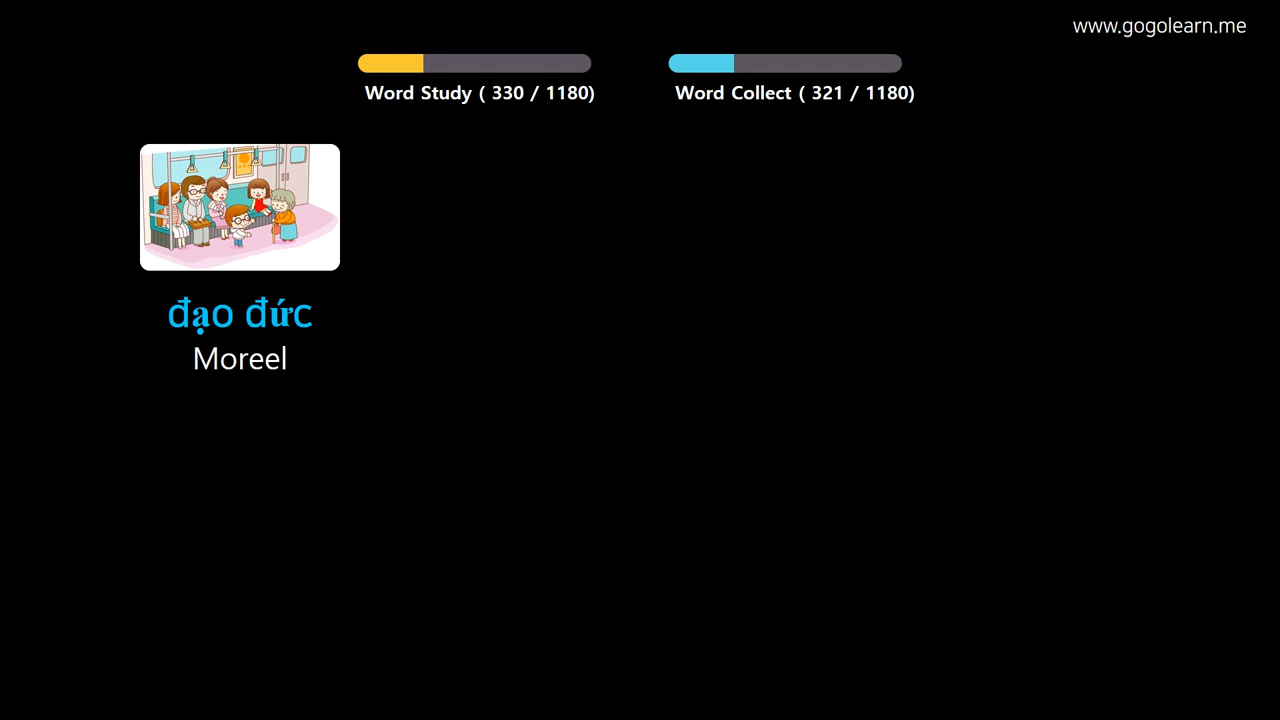 www.gogolearn.me
Word Study ( 330 / 1180)
Word Collect ( 321 / 1180)
đạo đức
Moreel